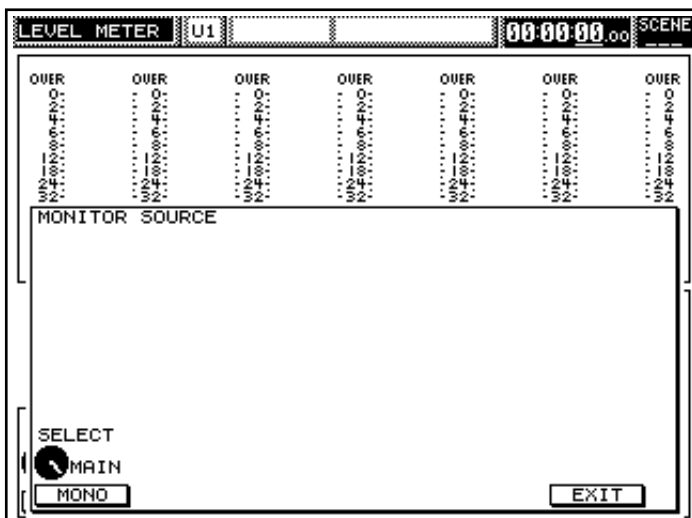 LEVEL METER U1 00:00:00.00 SCENE
OVER OVER OVER OVER OVER OVER OVER
0 0 0 0 0 0 0
2 2 2 2 2 2 2
4 4 4 4 4 4 4
6 6 6 6 6 6 6
8 8 8 8 8 8 8
12 12 12 12 12 12 12
18 18 18 18 18 18 18
24 24 24 24 24 24 24
32 32 32 32 32 32 32
MONITOR SOURCE
SELECT
MAIN
MONO EXIT